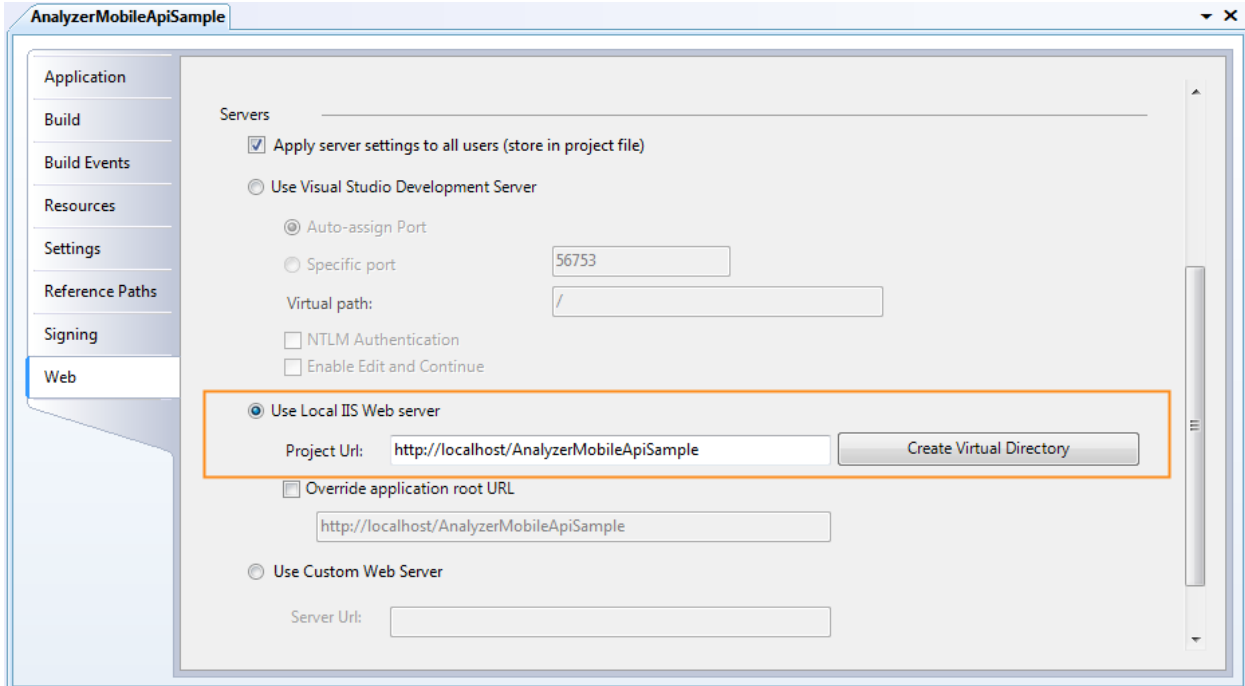 AnalyzerMobileApiSample
Application
Build
Build Events
Resources
Settings
Reference Paths
Signing
Web
Servers
Apply server settings to all users (store in project file)
Use Visual Studio Development Server
Auto-assign Port
Specific port 56753
Virtual path: /
NTLM Authentication
Enable Edit and Continue
Use Local IIS Web server
Project Url: http://localhost/AnalyzerMobileApiSample Create Virtual Directory
Override application root URL
http://localhost/AnalyzerMobileApiSample
Use Custom Web Server
Server Url: